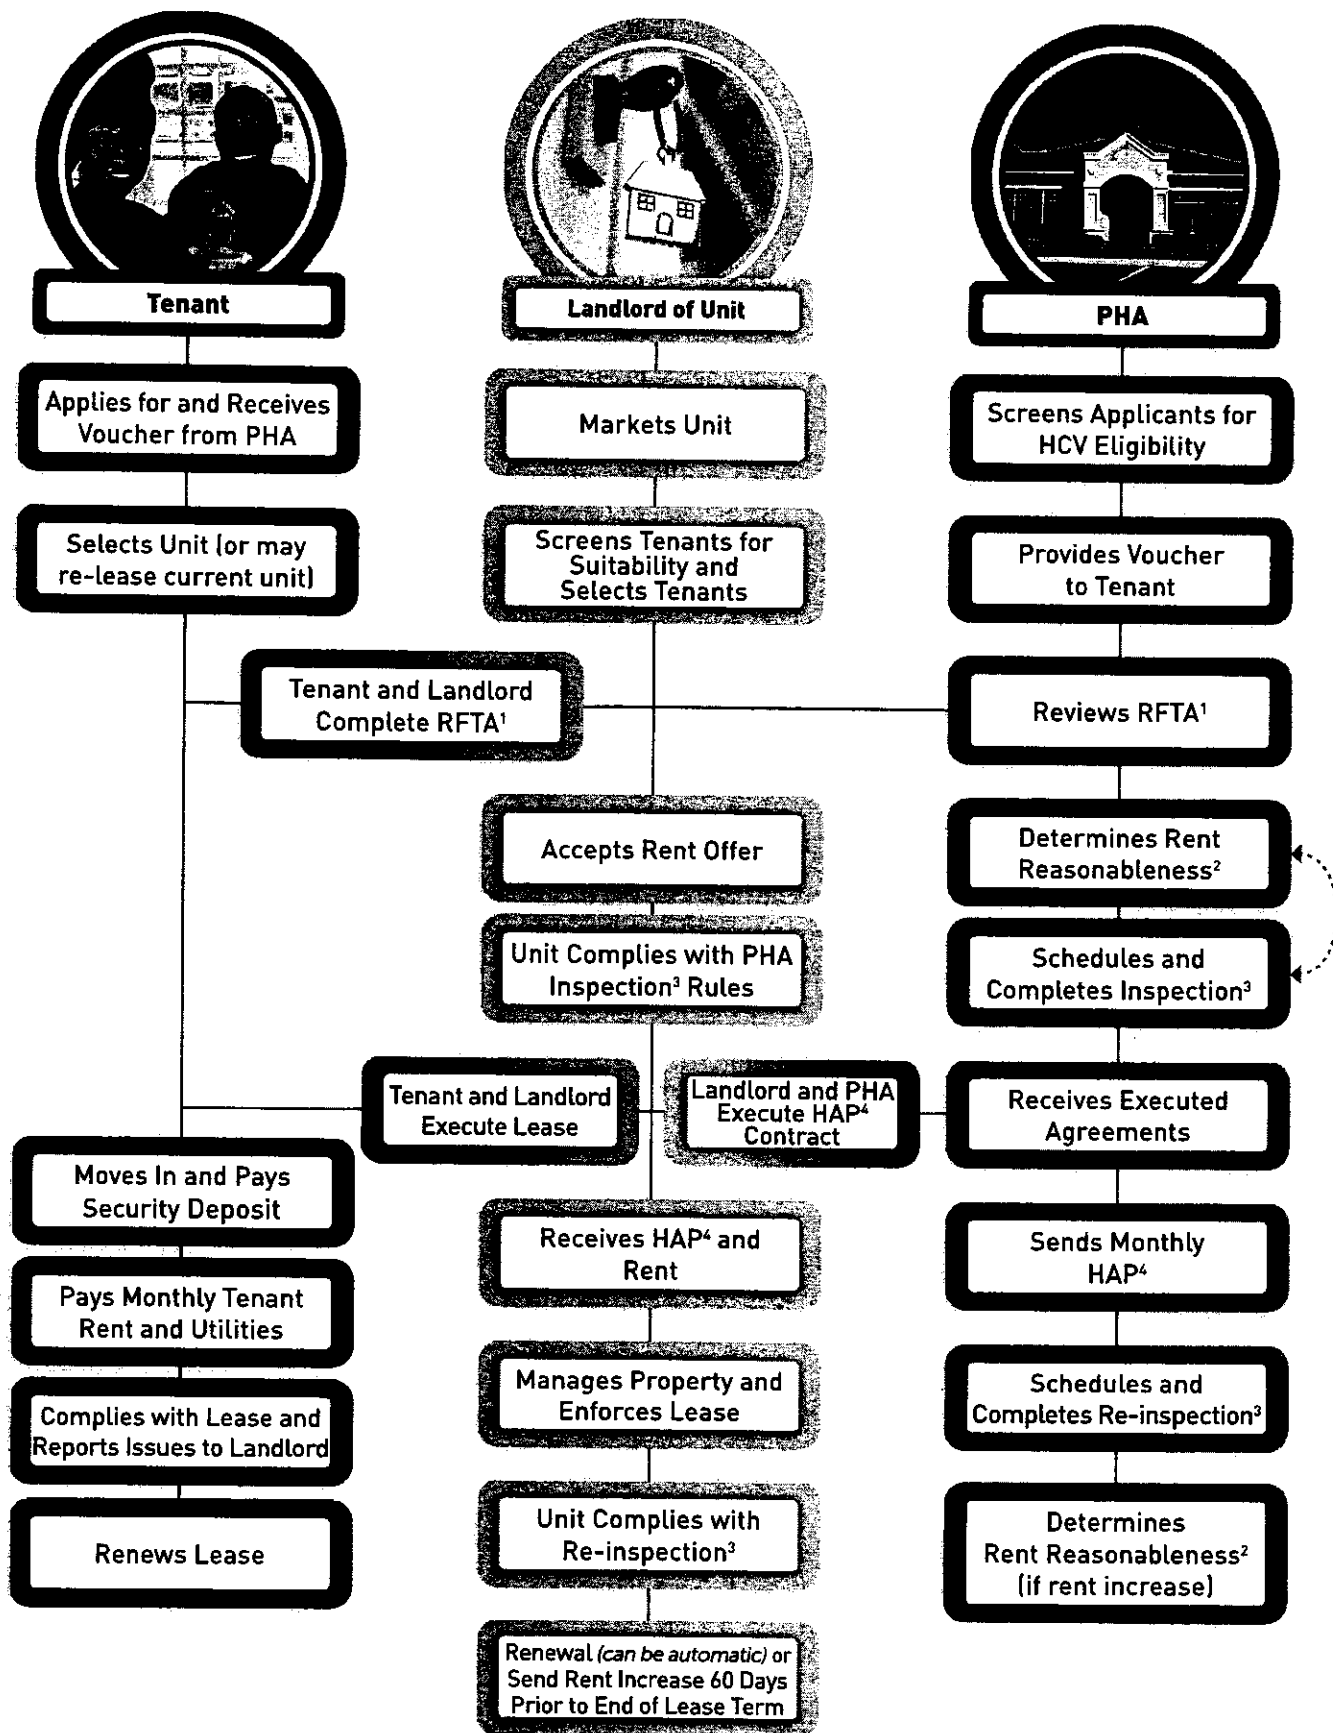 Tenant
Applies for and Receives
Voucher from PHA
Selects Unit (or may
re-lease current unit)
Landlord of Unit
Markets Unit
Screens Tenants for
Suitability and
Selects Tenants
PHA
Screens Applicants for
HCV Eligibility
Provides Voucher
to Tenant
Tenant and Landlord
Complete RFTA¹
Reviews RFTA¹
Accepts Rent Offer
Unit Complies with PHA
Inspection³ Rules
Determines Rent
Reasonableness²
Schedules and
Completes Inspection³
Tenant and Landlord
Execute Lease
Landlord and PHA
Execute HAP⁴
Contract
Receives Executed
Agreements
Moves In and Pays
Security Deposit
Pays Monthly Tenant
Rent and Utilities
Complies with Lease and
Reports Issues to Landlord
Renews Lease
Receives HAP⁴ and
Rent
Manages Property and
Enforces Lease
Unit Complies with
Re-inspection³
Renewal (can be automatic) or
Send Rent Increase 60 Days
Prior to End of Lease Term
Sends Monthly
HAP⁴
Schedules and
Completes Re-inspection³
Determines
Rent Reasonableness²
(if rent increase)